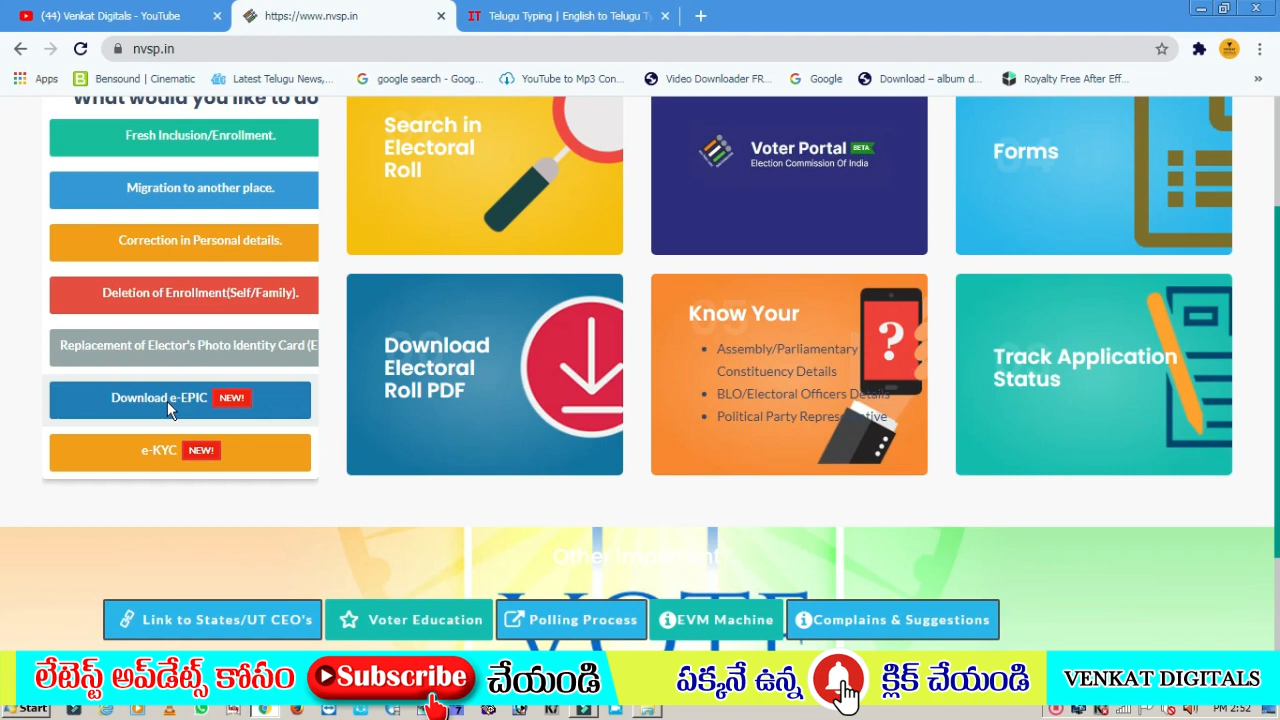 (44) Venkat Digitals - YouTube
https://www.nvsp.in
Telugu Typing | English to Telugu Ty
nvsp.in
Apps
Bensound | Cinematic
Latest Telugu News,...
google search - Goog...
YouTube to Mp3 Con...
Video Downloader FR...
Google
Download – album d...
Royalty Free After Eff...
What would you like to do
Fresh Inclusion/Enrollment.
Migration to another place.
Correction in Personal details.
Deletion of Enrollment(Self/Family).
Replacement of Elector's Photo Identity Card (E
Download e-EPIC NEW!
e-KYC NEW!
Search in
Electoral
Roll
Voter Portal BETA
Election Commission Of India
Forms
Download
Electoral
Roll PDF
Know Your
Assembly/Parliamentary
Constituency Details
BLO/Electoral Officers Details
Political Party Representative
Track Application
Status
Other Important
VOTE
Link to States/UT CEO's
Voter Education
Polling Process
EVM Machine
Complains & Suggestions
లేటెస్ట్ అప్‌డేట్స్ కోసం Subscribe చేయండి
పక్కనే ఉన్న క్లిక్ చేయండి
VENKAT DIGITALS
Start
PM 2:52